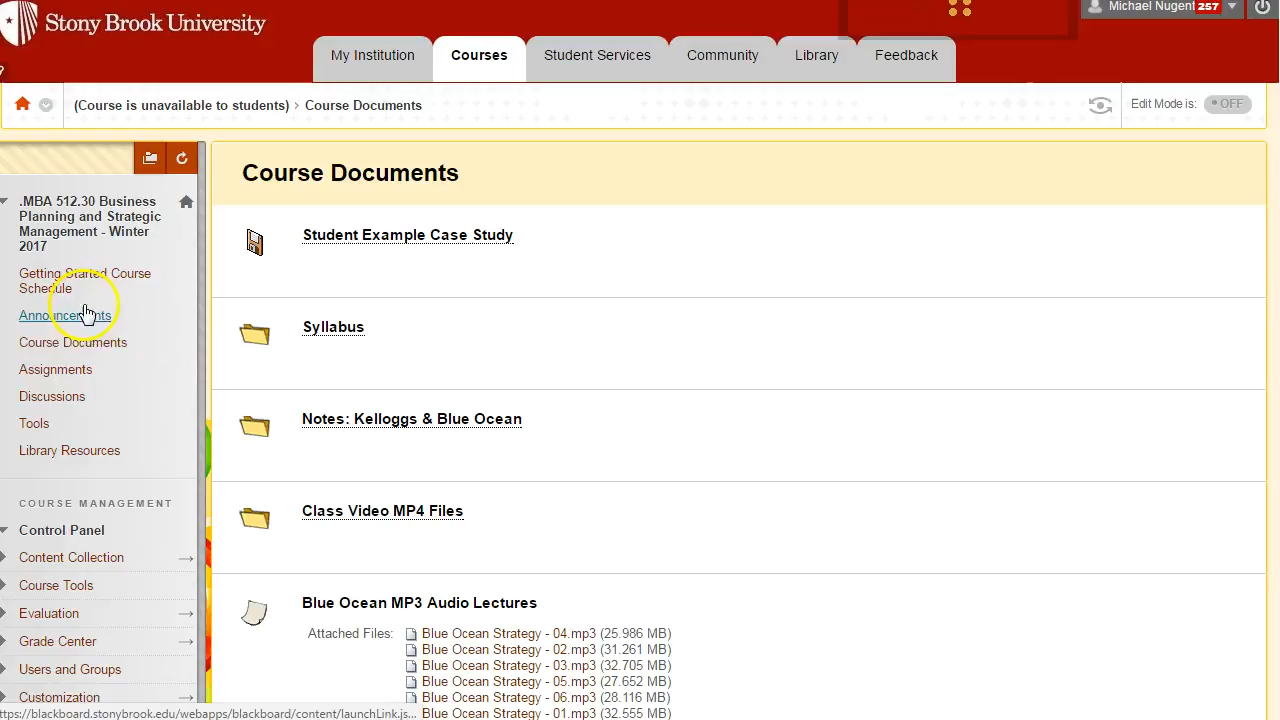 Stony Brook University
Michael Nugent 257
My Institution
Courses
Student Services
Community
Library
Feedback
(Course is unavailable to students) > Course Documents
Edit Mode is: OFF
Course Documents
.MBA 512.30 Business
Planning and Strategic
Management - Winter
2017
Getting Started Course
Schedule
Announcements
Course Documents
Assignments
Discussions
Tools
Library Resources
COURSE MANAGEMENT
Control Panel
Content Collection
Course Tools
Evaluation
Grade Center
Users and Groups
Customization
Student Example Case Study
Syllabus
Notes: Kelloggs & Blue Ocean
Class Video MP4 Files
Blue Ocean MP3 Audio Lectures
Attached Files:
Blue Ocean Strategy - 04.mp3 (25.986 MB)
Blue Ocean Strategy - 02.mp3 (31.261 MB)
Blue Ocean Strategy - 03.mp3 (32.705 MB)
Blue Ocean Strategy - 05.mp3 (27.652 MB)
Blue Ocean Strategy - 06.mp3 (28.116 MB)
Blue Ocean Strategy - 01.mp3 (32.555 MB)
ttps://blackboard.stonybrook.edu/webapps/blackboard/content/launchLink.js...